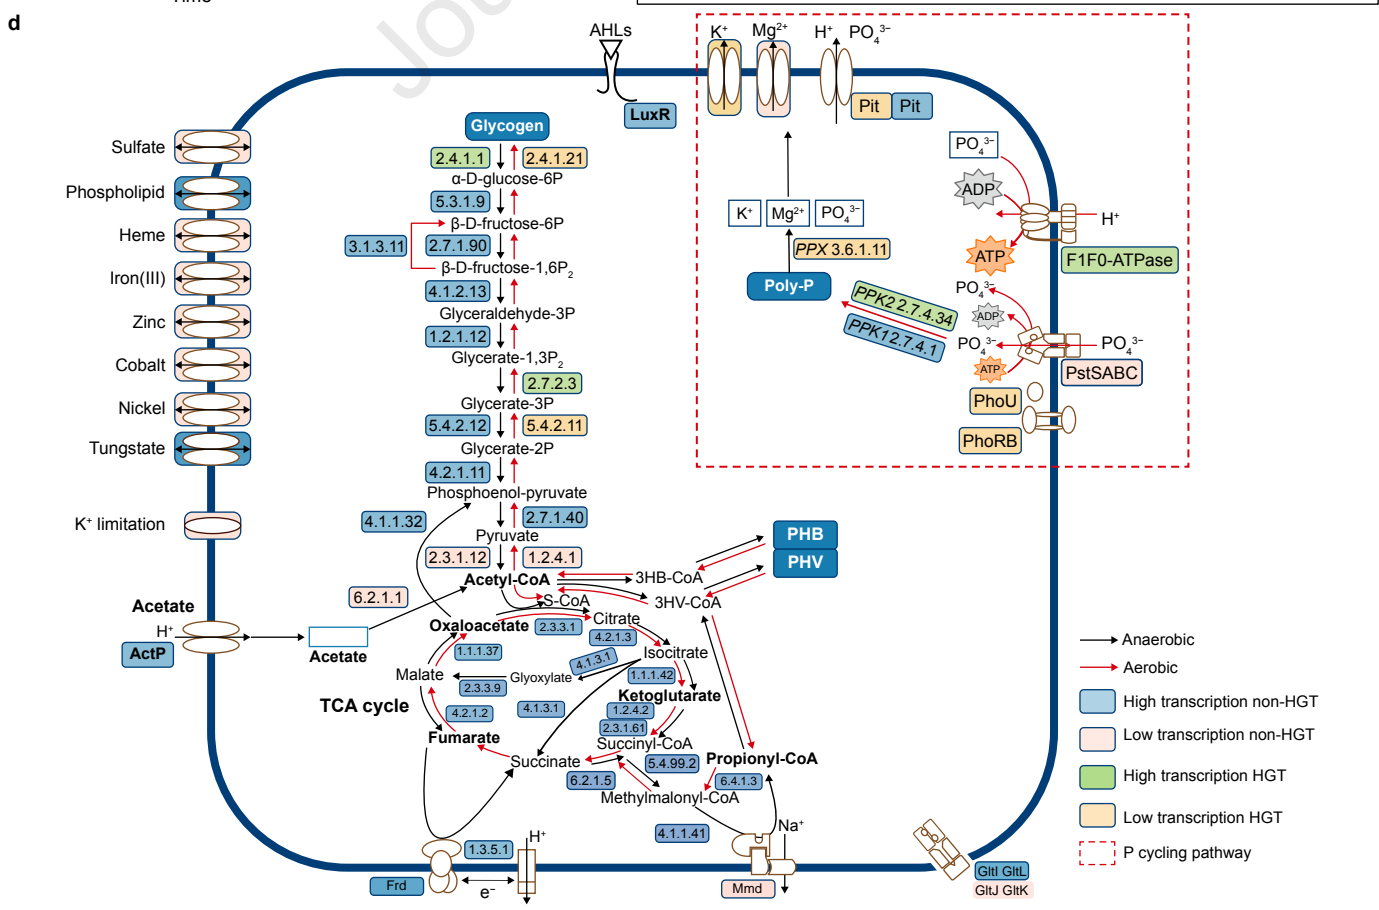 d
AHLs
LuxR
K⁺
Mg²⁺
H⁺
PO₄³⁻
Pit
Pit
Sulfate
Phospholipid
Heme
Iron(III)
Zinc
Cobalt
Nickel
Tungstate
K⁺ limitation
Acetate
H⁺
ActP
Acetate
Glycogen
2.4.1.1
2.4.1.21
α-D-glucose-6P
5.3.1.9
β-D-fructose-6P
3.1.3.11
2.7.1.90
β-D-fructose-1,6P₂
4.1.2.13
Glyceraldehyde-3P
1.2.1.12
Glycerate-1,3P₂
2.7.2.3
Glycerate-3P
5.4.2.12
5.4.2.11
Glycerate-2P
4.2.1.11
Phosphoenol-pyruvate
4.1.1.32
2.7.1.40
Pyruvate
2.3.1.12
1.2.4.1
Acetyl-CoA
6.2.1.1
S-CoA
3HB-CoA
3HV-CoA
PHB
PHV
Oxaloacetate
2.3.3.1
Citrate
4.2.1.3
Isocitrate
1.1.1.37
4.1.3.1
1.1.1.42
Malate
Glyoxylate
2.3.3.9
Ketoglutarate
TCA cycle
4.2.1.2
4.1.3.1
1.2.4.2
2.3.1.61
Fumarate
Succinyl-CoA
Succinate
5.4.99.2
Propionyl-CoA
6.2.1.5
6.4.1.3
Methylmalonyl-CoA
4.1.1.41
1.3.5.1
H⁺
Frd
e⁻
Na⁺
Mmd
GltI GltL
GltJ GltK
PO₄³⁻
ADP
ATP
H⁺
F1F0-ATPase
K⁺
Mg²⁺
PO₄³⁻
PPX 3.6.1.11
Poly-P
PPK2 2.7.4.34
PPK1 2.7.4.1
PO₄³⁻
ADP
PO₄³⁻
ATP
PO₄³⁻
PstSABC
PhoU
PhoRB
Anaerobic
Aerobic
High transcription non-HGT
Low transcription non-HGT
High transcription HGT
Low transcription HGT
P cycling pathway